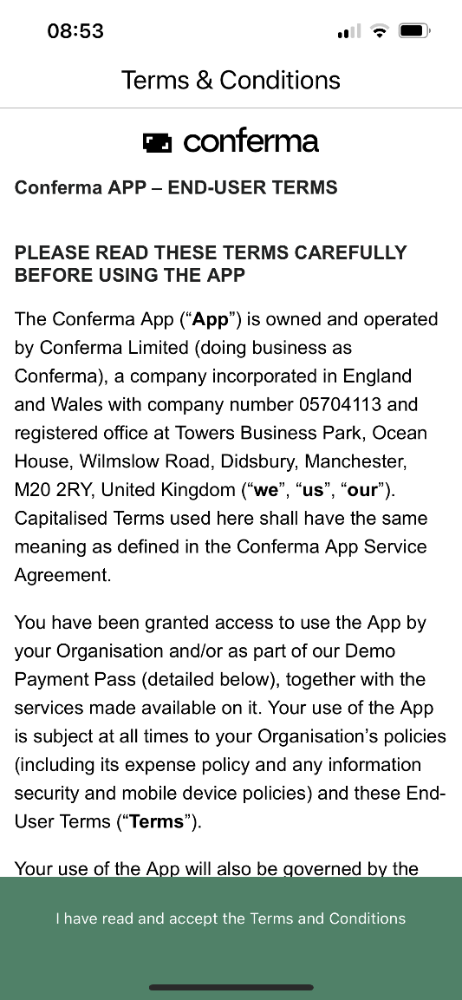 08:53
Terms & Conditions
conferma
Conferma APP – END-USER TERMS
PLEASE READ THESE TERMS CAREFULLY
BEFORE USING THE APP
The Conferma App (“App”) is owned and operated
by Conferma Limited (doing business as
Conferma), a company incorporated in England
and Wales with company number 05704113 and
registered office at Towers Business Park, Ocean
House, Wilmslow Road, Didsbury, Manchester,
M20 2RY, United Kingdom (“we”, “us”, “our”).
Capitalised Terms used here shall have the same
meaning as defined in the Conferma App Service
Agreement.
You have been granted access to use the App by
your Organisation and/or as part of our Demo
Payment Pass (detailed below), together with the
services made available on it. Your use of the App
is subject at all times to your Organisation’s policies
(including its expense policy and any information
security and mobile device policies) and these End-
User Terms (“Terms”).
Your use of the App will also be governed by the
I have read and accept the Terms and Conditions